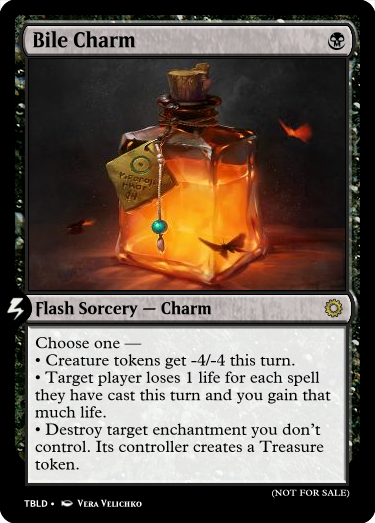 Bile Charm
Flash Sorcery — Charm
Choose one —
• Creature tokens get -4/-4 this turn.
• Target player loses 1 life for each spell
they have cast this turn and you gain that
much life.
• Destroy target enchantment you don't
control. Its controller creates a Treasure
token.
(NOT FOR SALE)
TBLD • Vera Velichko